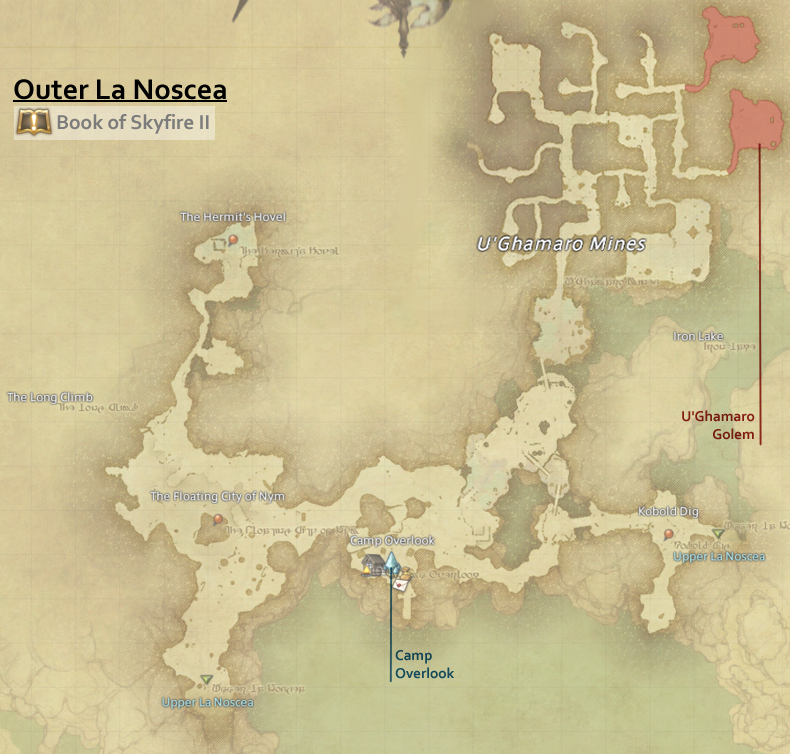 Outer La Noscea
Book of Skyfire II
The Hermit's Hovel
U'Ghamaro Mines
Iron Lake
The Long Climb
U'Ghamaro
Golem
The Floating City of Nym
Kobold Dig
Camp Overlook
Upper La Noscea
Camp
Overlook
Upper La Noscea